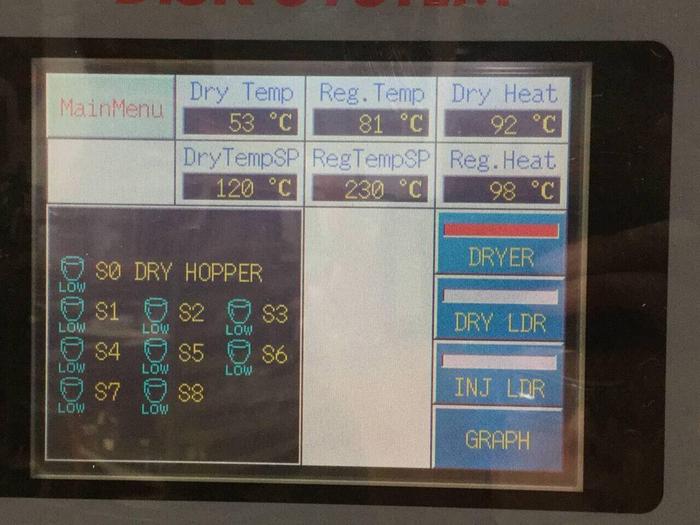 DISK SYSTEM
MainMenu
Dry Temp
53 °C
Reg.Temp
81 °C
Dry Heat
92 °C
DryTempSP
120 °C
RegTempSP
230 °C
Reg.Heat
98 °C
S0 DRY HOPPER
LOW
S1 S2 S3
LOW LOW LOW
S4 S5 S6
LOW LOW LOW
S7 S8
LOW LOW
DRYER
DRY LDR
INJ LDR
GRAPH